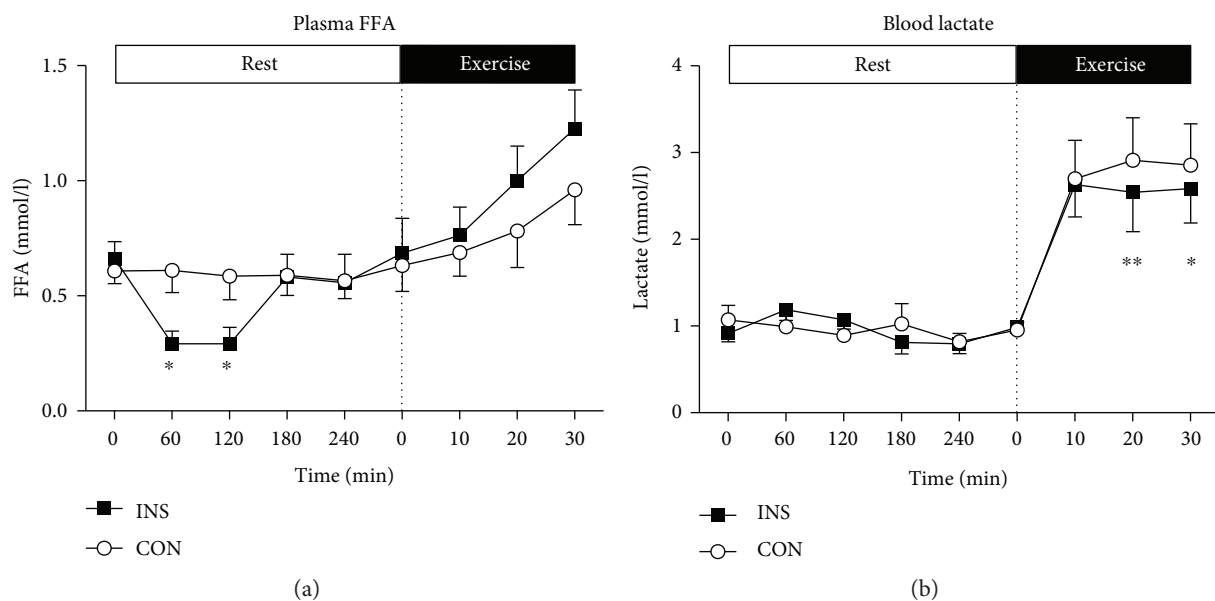 Plasma FFA
Rest
Exercise
1.5
1.0
0.5
0.0
FFA (mmol/l)
*
*
0 60 120 180 240 0 10 20 30
Time (min)
INS
CON
(a)
Blood lactate
Rest
Exercise
4
3
2
1
0
Lactate (mmol/l)
**
*
0 60 120 180 240 0 10 20 30
Time (min)
INS
CON
(b)